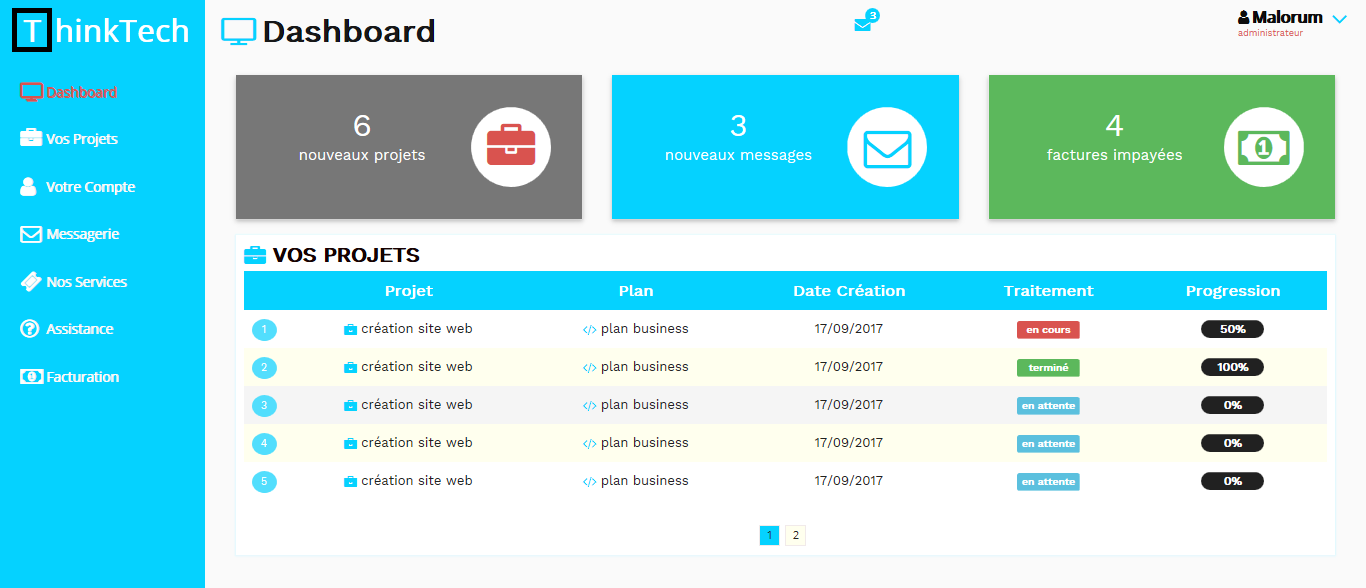 ThinkTech
Dashboard
Vos Projets
Votre Compte
Messagerie
Nos Services
Assistance
Facturation
Dashboard
3
Malorum
administrateur
6
nouveaux projets
3
nouveaux messages
4
factures impayées
1
VOS PROJETS
Projet Plan Date Création Traitement Progression
1 création site web plan business 17/09/2017 en cours 50%
2 création site web plan business 17/09/2017 terminé 100%
3 création site web plan business 17/09/2017 en attente 0%
4 création site web plan business 17/09/2017 en attente 0%
5 création site web plan business 17/09/2017 en attente 0%
1 2